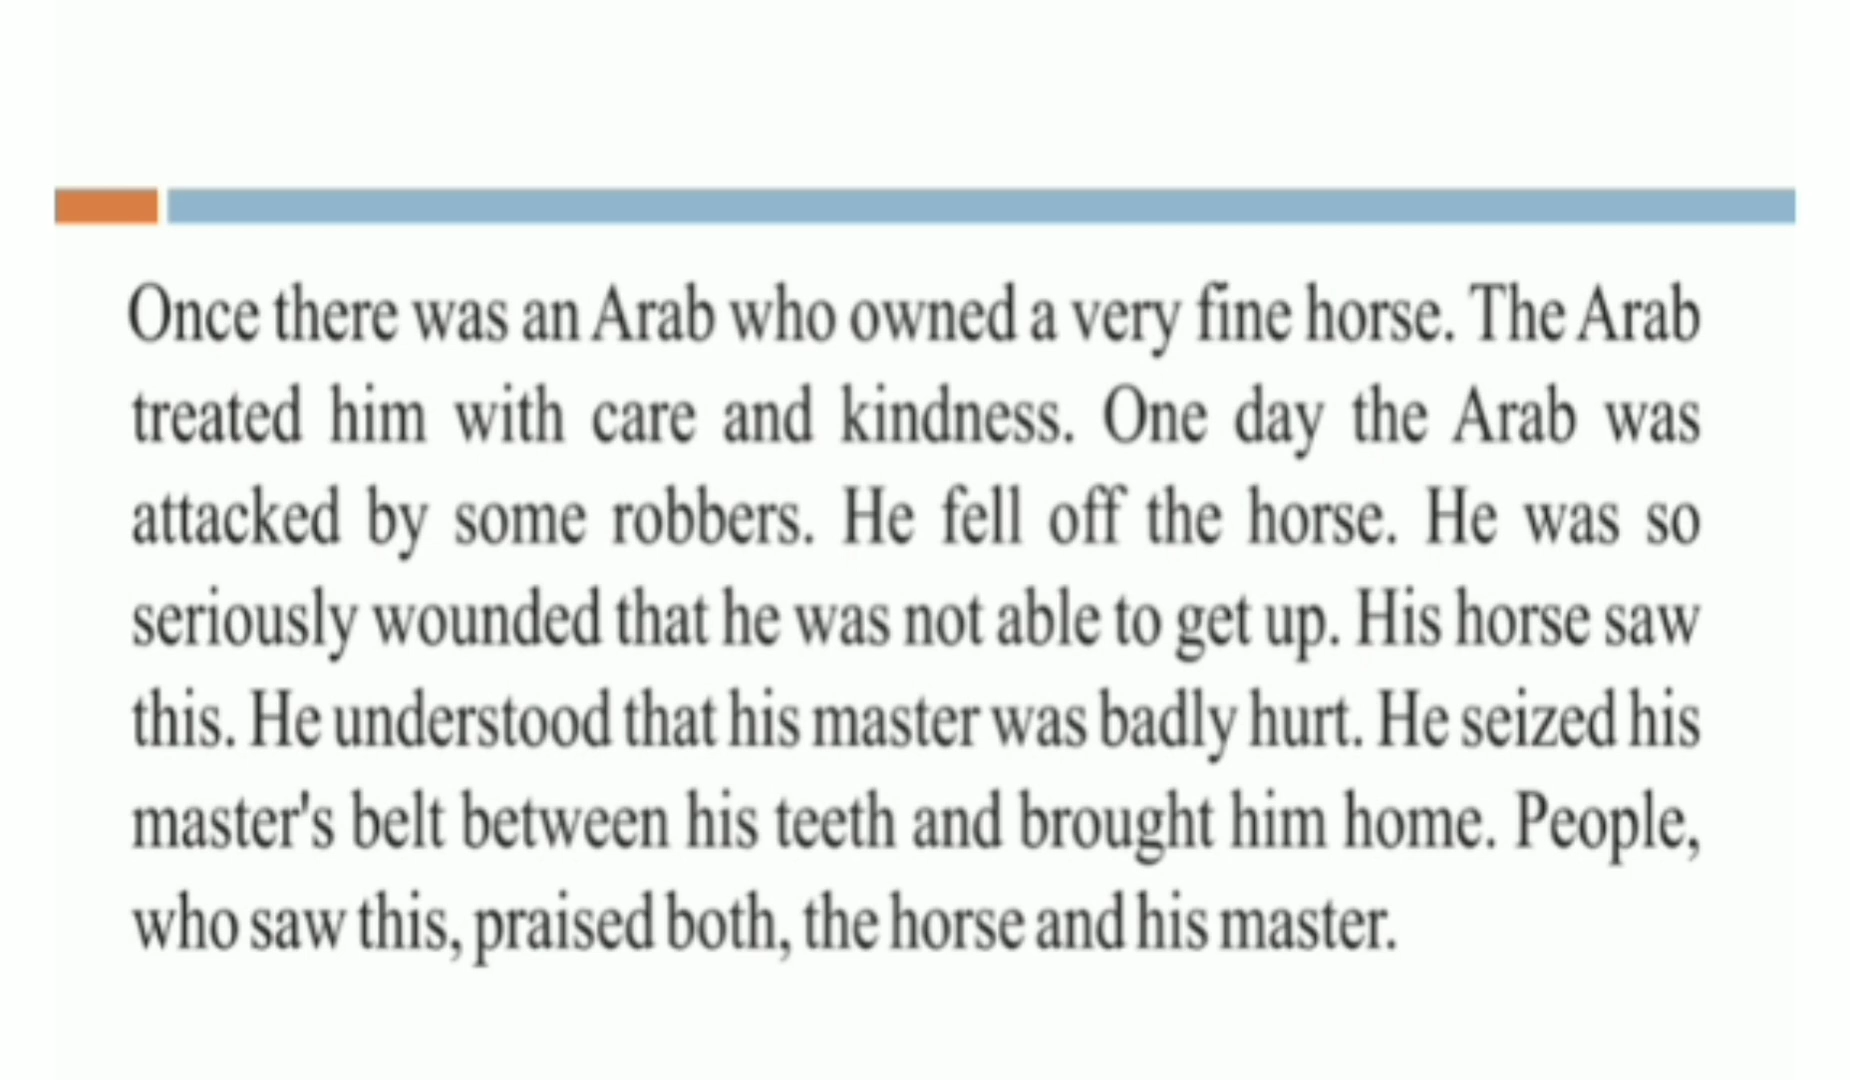 Once there was an Arab who owned a very fine horse. The Arab
treated him with care and kindness. One day the Arab was
attacked by some robbers. He fell off the horse. He was so
seriously wounded that he was not able to get up. His horse saw
this. He understood that his master was badly hurt. He seized his
master's belt between his teeth and brought him home. People,
who saw this, praised both, the horse and his master.